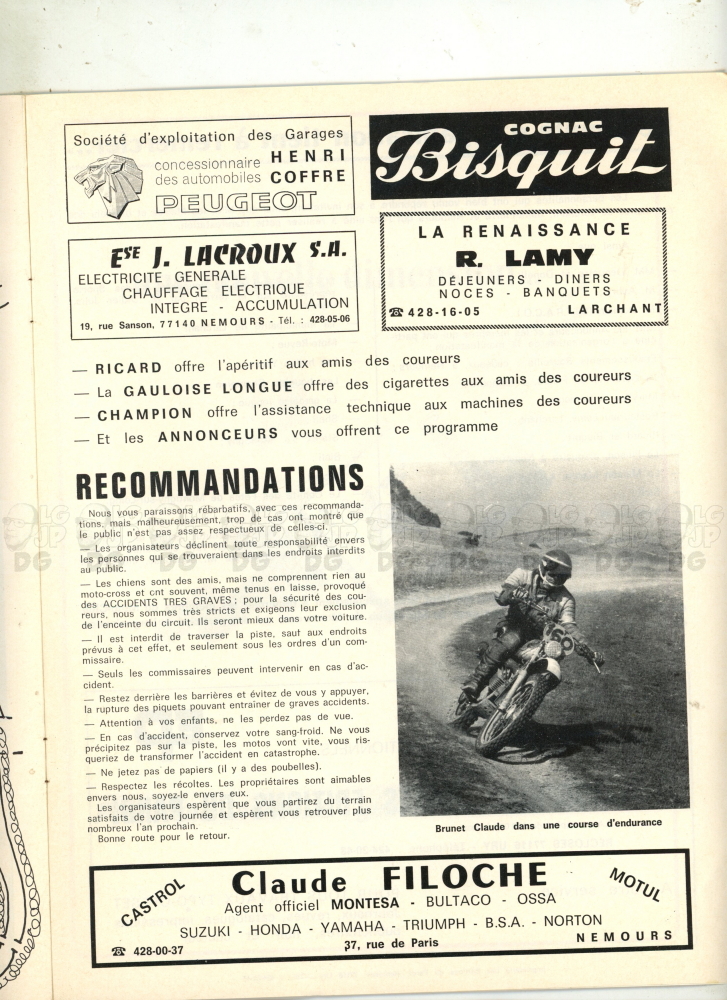 Société d'exploitation des Garages
concessionnaire HENRI
des automobiles COFFRE
PEUGEOT
COGNAC
Bisquit
Ese J. LACROUX S.A.
ELECTRICITE GENERALE
CHAUFFAGE ELECTRIQUE
INTEGRE - ACCUMULATION
19, rue Sanson, 77140 NEMOURS - Tél. : 428-05-06
LA RENAISSANCE
R. LAMY
DÉJEUNERS - DINERS
NOCES - BANQUETS
☎ 428-16-05 LARCHANT
— RICARD offre l'apéritif aux amis des coureurs
— La GAULOISE LONGUE offre des cigarettes aux amis des coureurs
— CHAMPION offre l'assistance technique aux machines des coureurs
— Et les ANNONCEURS vous offrent ce programme
RECOMMANDATIONS
Nous vous paraissons rébarbatifs, avec ces recommanda-
tions, mais malheureusement, trop de cas ont montré que
le public n'est pas assez respectueux de celles-ci.
— Les organisateurs déclinent toute responsabilité envers
les personnes qui se trouveraient dans les endroits interdits
au public.
— Les chiens sont des amis, mais ne comprennent rien au
moto-cross et ont souvent, même tenus en laisse, provoqué
des ACCIDENTS TRES GRAVES ; pour la sécurité des cou-
reurs, nous sommes très stricts et exigeons leur exclusion
de l'enceinte du circuit. Ils seront mieux dans votre voiture.
— Il est interdit de traverser la piste, sauf aux endroits
prévus à cet effet, et seulement sous les ordres d'un com-
missaire.
— Seuls les commissaires peuvent intervenir en cas d'ac-
cident.
— Restez derrière les barrières et évitez de vous y appuyer,
la rupture des piquets pouvant entraîner de graves accidents.
— Attention à vos enfants, ne les perdez pas de vue.
— En cas d'accident, conservez votre sang-froid. Ne vous
précipitez pas sur la piste, les motos vont vite, vous ris-
queriez de transformer l'accident en catastrophe.
— Ne jetez pas de papiers (il y a des poubelles).
— Respectez les récoltes. Les propriétaires sont aimables
envers nous, soyez-le envers eux.
Les organisateurs espèrent que vous partirez du terrain
satisfaits de votre journée et espèrent vous retrouver plus
nombreux l'an prochain.
Bonne route pour le retour.
68
Brunet Claude dans une course d'endurance
CASTROL
Claude FILOCHE
MOTUL
Agent officiel MONTESA - BULTACO - OSSA
SUZUKI - HONDA - YAMAHA - TRIUMPH - B.S.A. - NORTON
☎ 428-00-37 37, rue de Paris NEMOURS